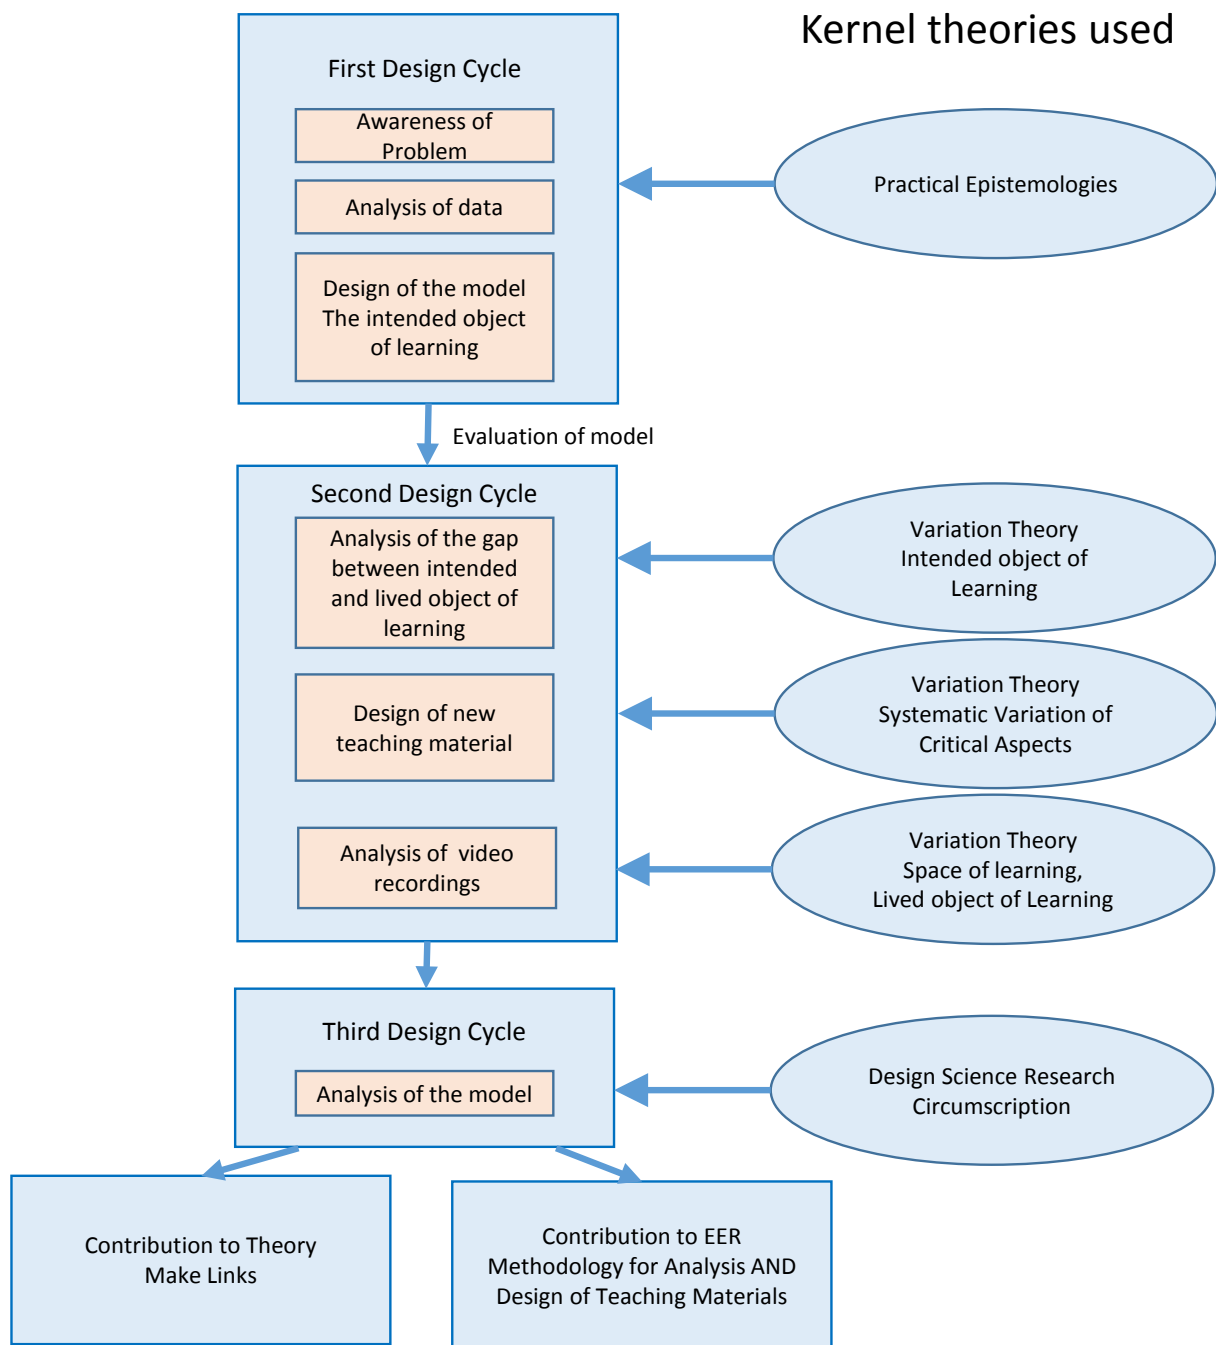 Kernel theories used
First Design Cycle
Awareness of
Problem
Analysis of data
Design of the model
The intended object
of learning
Practical Epistemologies
Evaluation of model
Second Design Cycle
Analysis of the gap
between intended
and lived object of
learning
Variation Theory
Intended object of
Learning
Design of new
teaching material
Variation Theory
Systematic Variation of
Critical Aspects
Analysis of  video
recordings
Variation Theory
Space of learning,
Lived object of Learning
Third Design Cycle
Analysis of the model
Design Science Research
Circumscription
Contribution to Theory
Make Links
Contribution to EER
Methodology for Analysis AND
Design of Teaching Materials